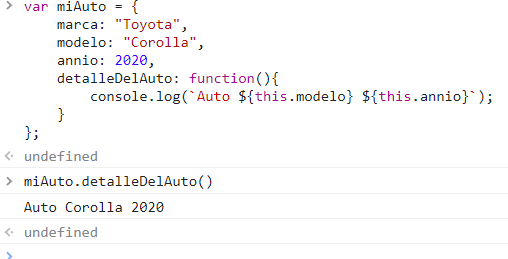 var miAuto = {
    marca: "Toyota",
    modelo: "Corolla",
    annio: 2020,
    detalleDelAuto: function(){
        console.log(`Auto ${this.modelo} ${this.annio}`);
    }
};
undefined
miAuto.detalleDelAuto()
Auto Corolla 2020
undefined